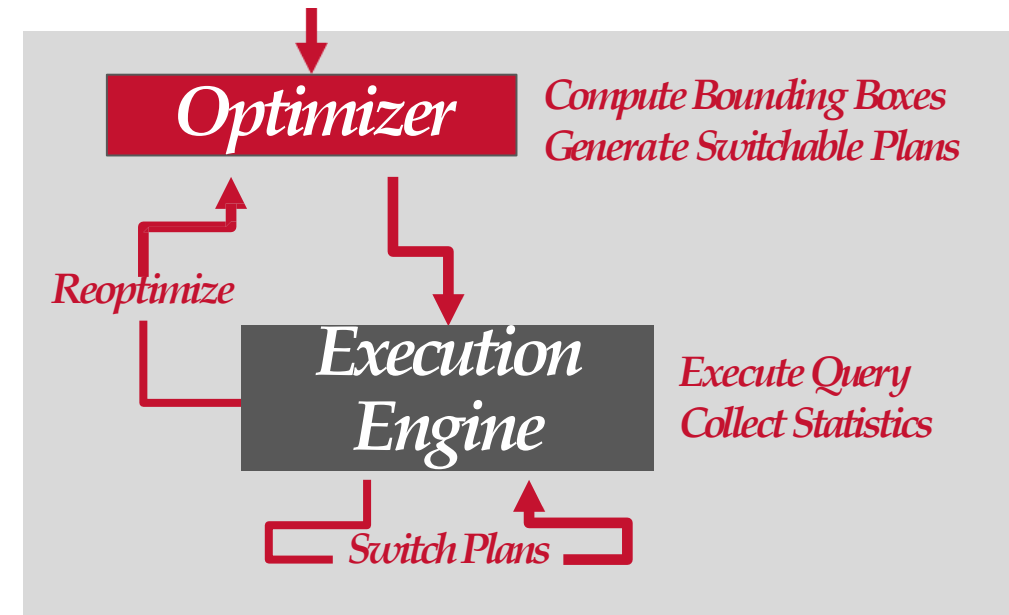 Optimizer
Compute Bounding Boxes
Generate Switchable Plans
Reoptimize
Execution
Engine
Execute Query
Collect Statistics
Switch Plans